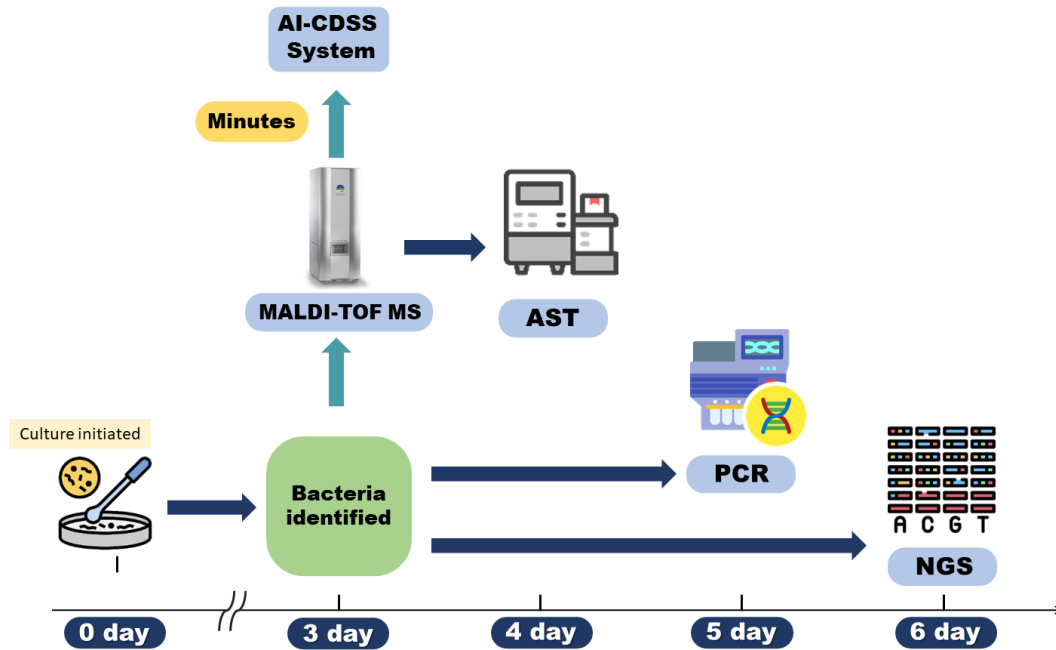 AI-CDSS
System
Minutes
MALDI-TOF MS
AST
Culture initiated
Bacteria
identified
PCR
A C G T
NGS
0 day
3 day
4 day
5 day
6 day